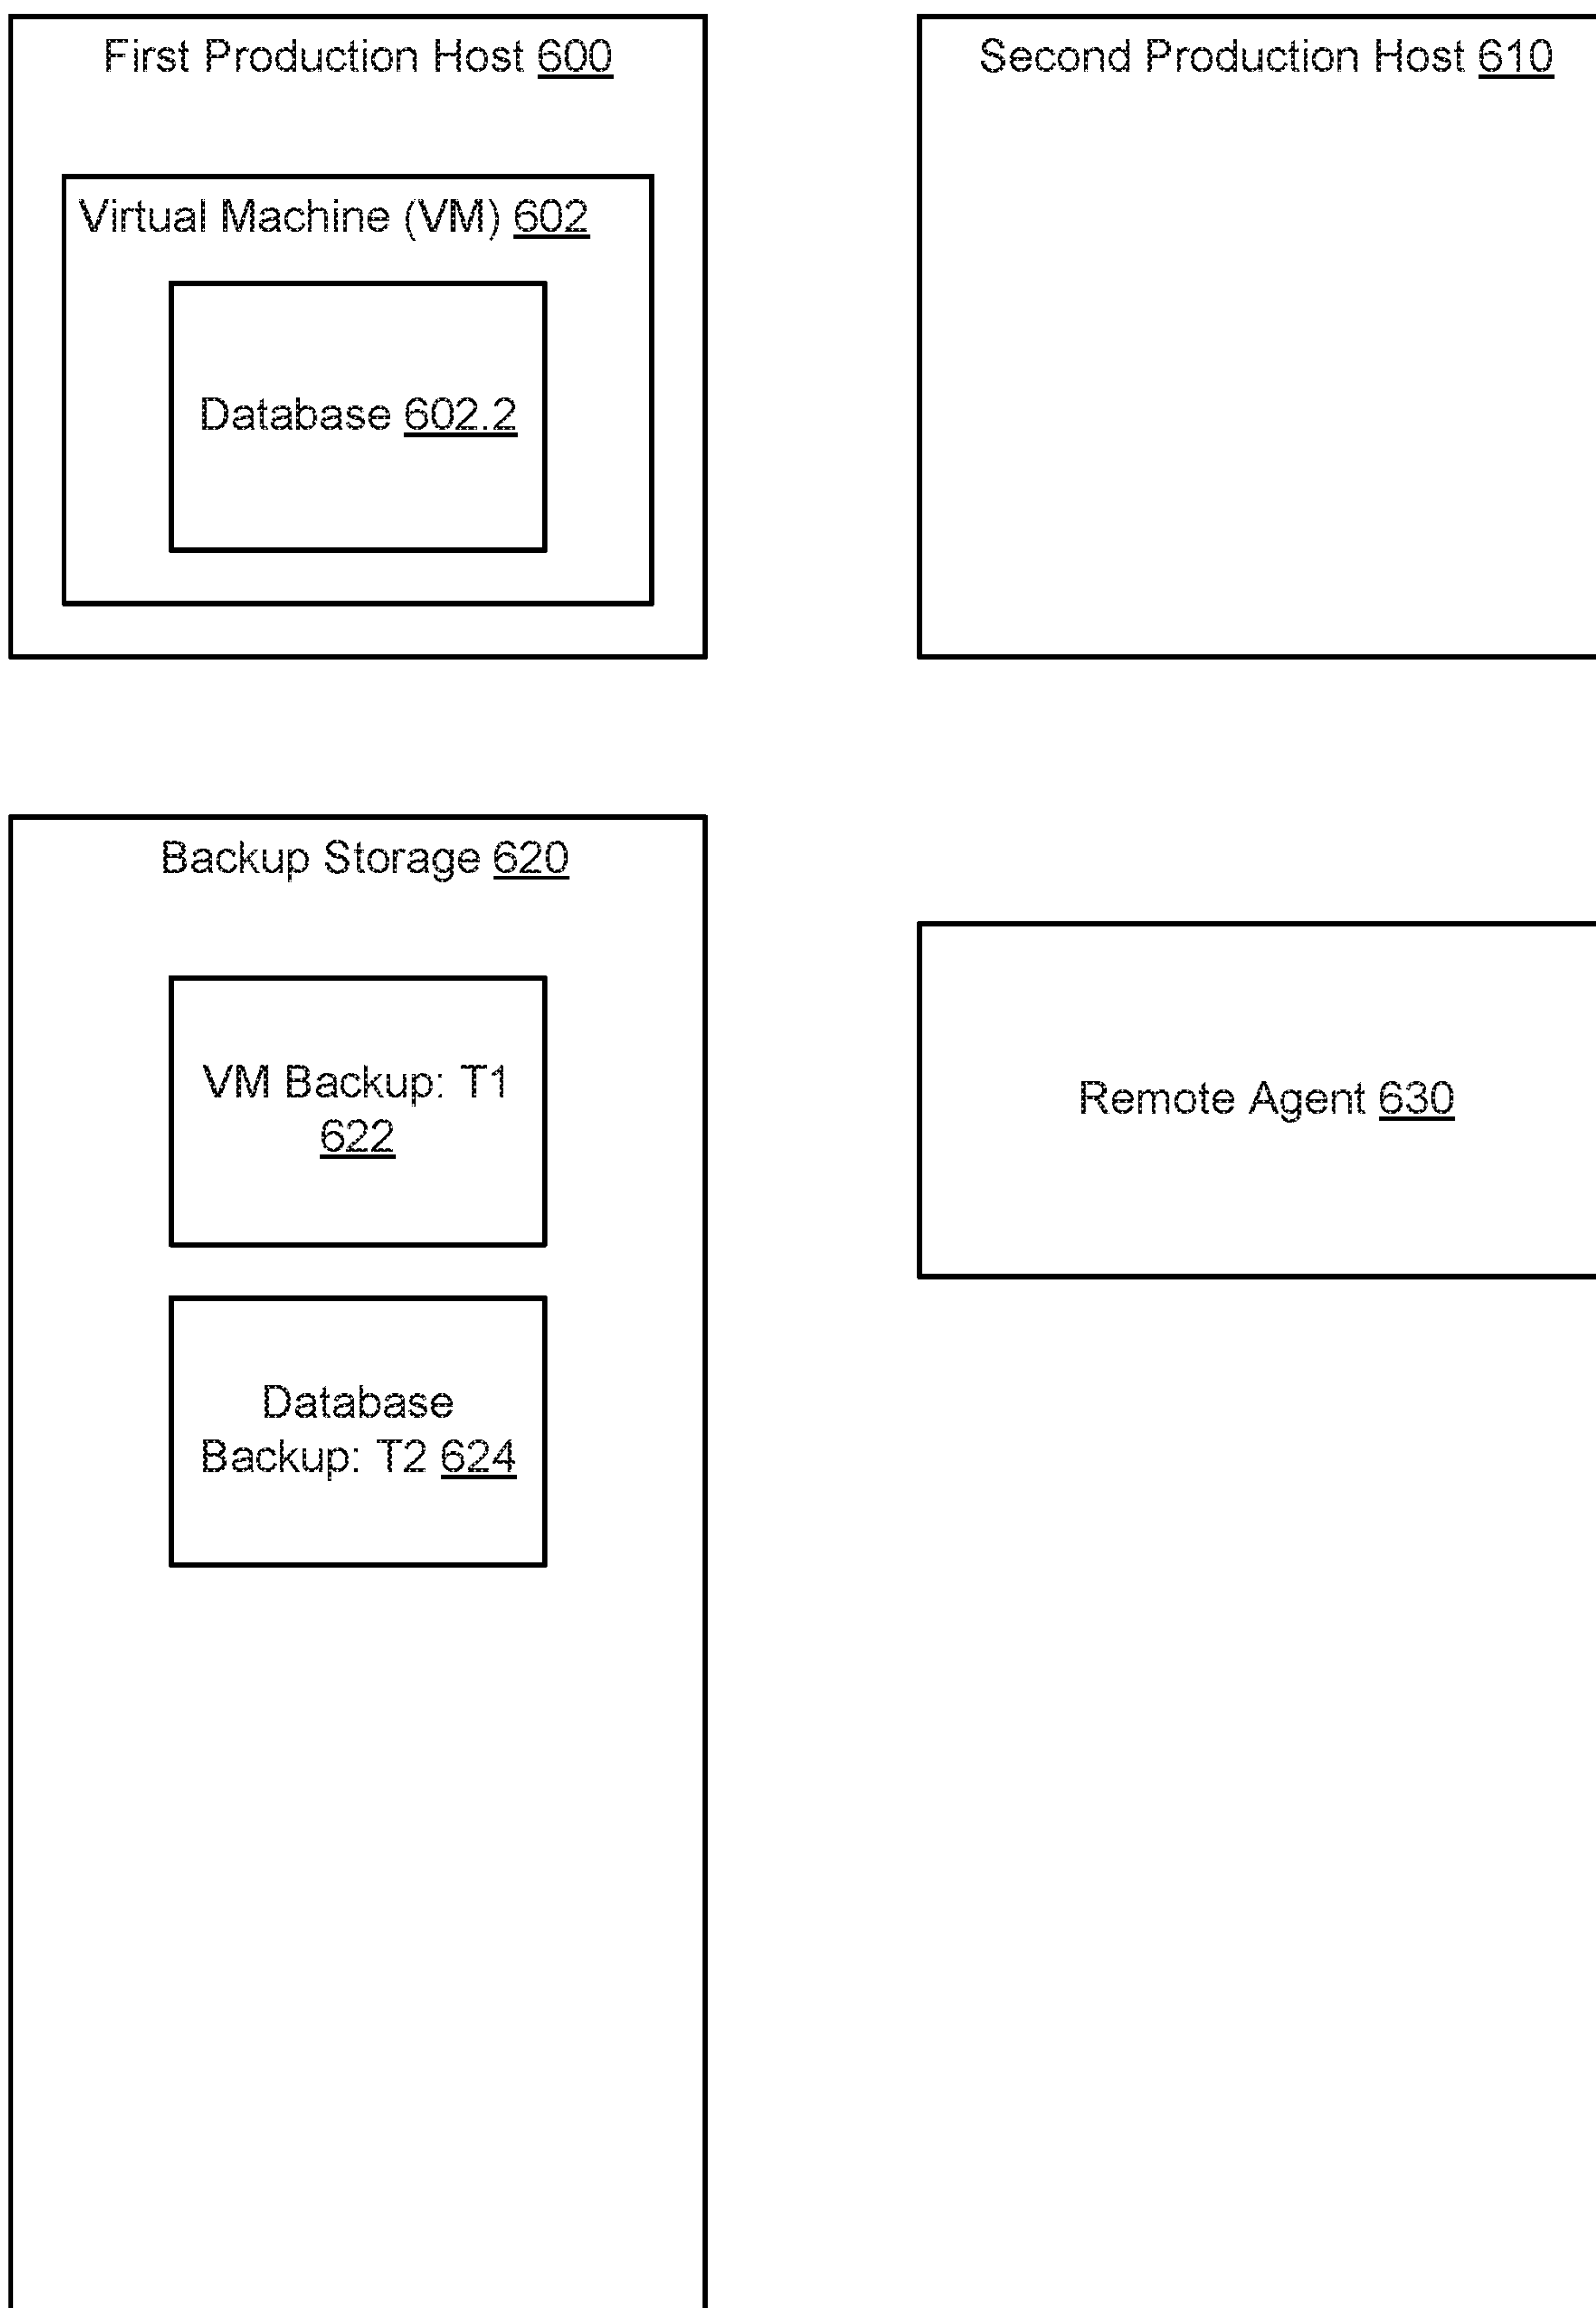 First Production Host 600
Second Production Host 610
Virtual Machine (VM) 602
Database 602.2
Backup Storage 620
VM Backup: T1
622
Remote Agent 630
Database
Backup: T2 624